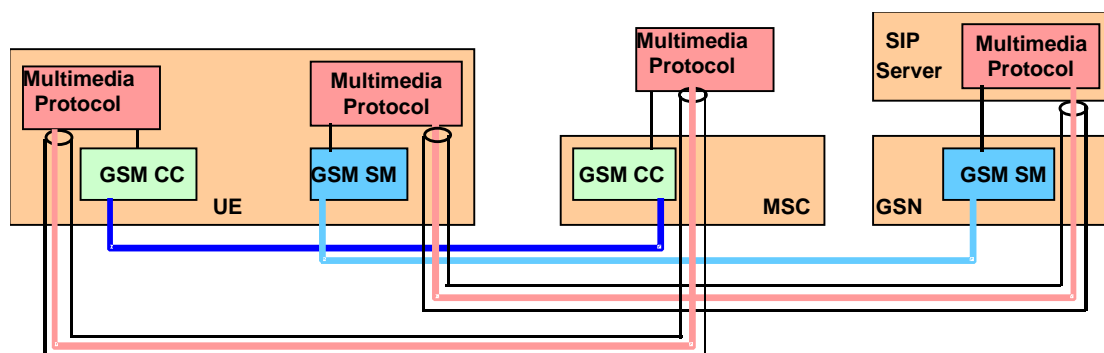 Multimedia
Protocol
Multimedia
Protocol
GSM CC
GSM SM
UE
Multimedia
Protocol
GSM CC
MSC
SIP
Server
Multimedia
Protocol
GSM SM
GSN